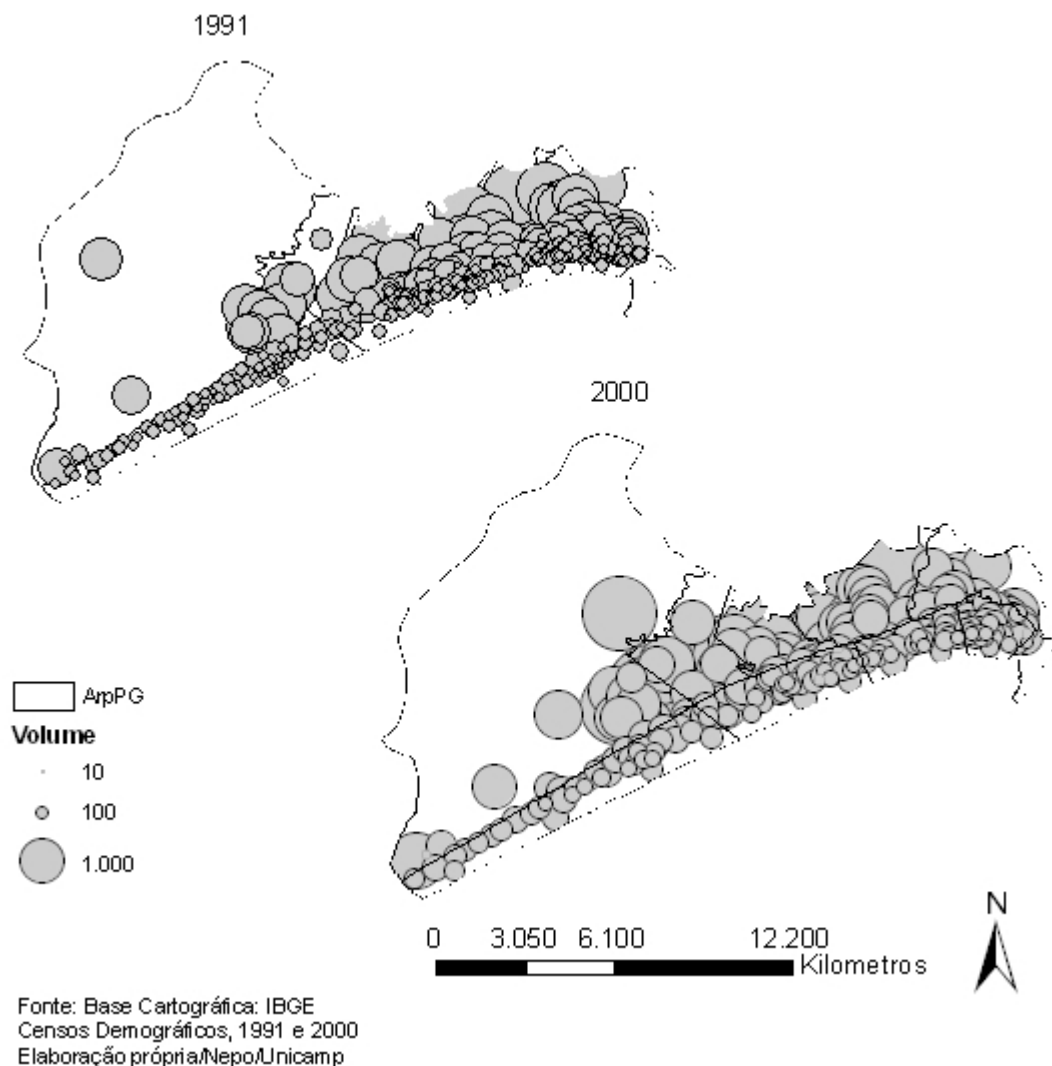 1991
2000
ArpPG
Volume
10
100
1.000
0 3.050 6.100 12.200
Kilometros
N
Fonte: Base Cartográfica: IBGE
Censos Demográficos, 1991 e 2000
Elaboração própria/Nepo/Unicamp